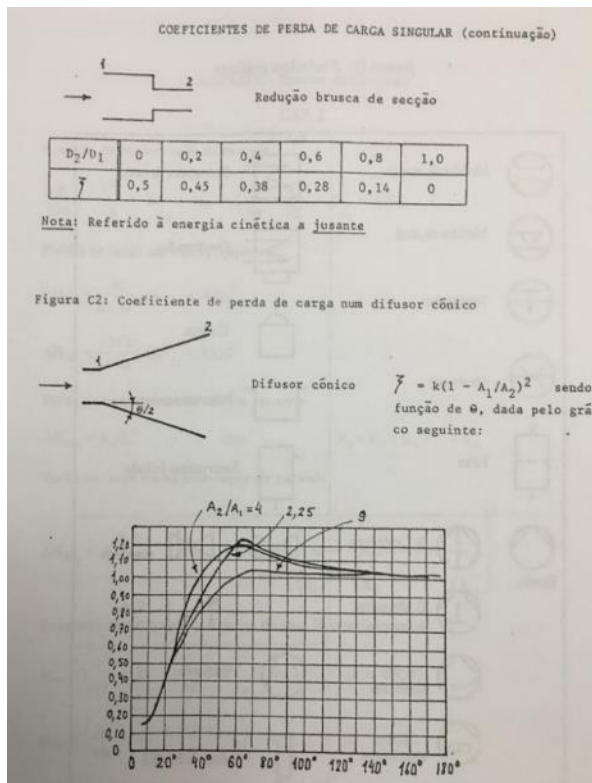 COEFICIENTES DE PERDA DE CARGA SINGULAR (continuação)
1
2
Redução brusca de secção
D2/D1 0 0,2 0,4 0,6 0,8 1,0
ξ 0,5 0,45 0,38 0,28 0,14 0
Nota: Referido à energia cinética a jusante
Figura C2: Coeficiente de perda de carga num difusor cónico
2
1
θ/2
Difusor cónico
ξ = k(1 - A1/A2)² sendo
função de θ, dada pelo grá
co seguinte:
A2/A1=4
2,25
9
1,20
1,10
1,00
0,90
0,80
0,70
0,60
0,50
0,40
0,30
0,20
0,10
0
0 20° 40° 60° 80° 100° 120° 140° 160° 180°